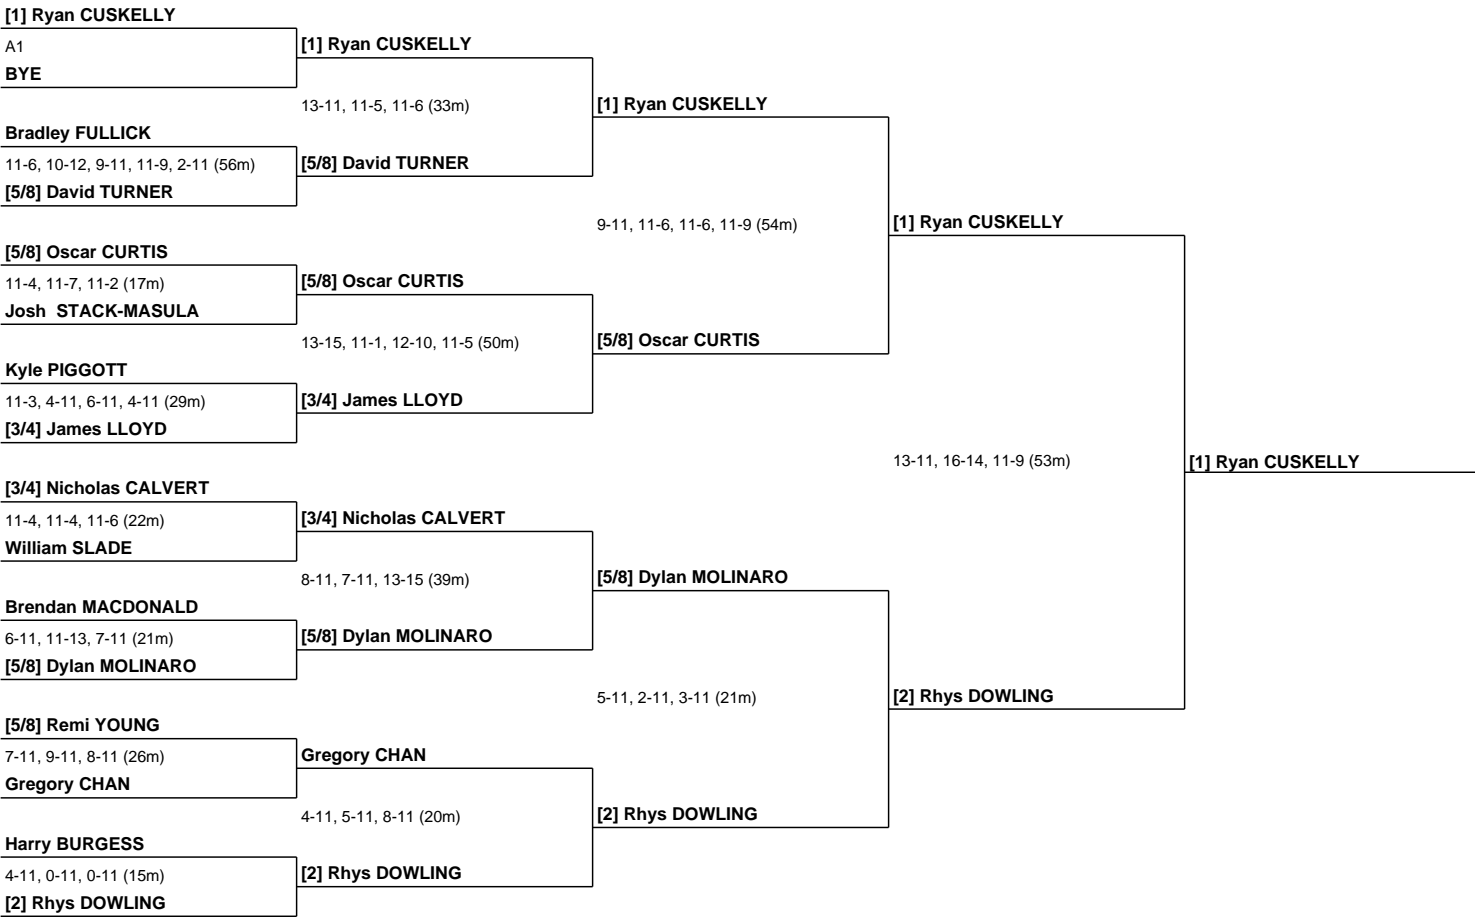 [1] Ryan CUSKELLY
A1
BYE
Bradley FULLICK
11-6, 10-12, 9-11, 11-9, 2-11 (56m)
[5/8] David TURNER
[5/8] Oscar CURTIS
11-4, 11-7, 11-2 (17m)
Josh  STACK-MASULA
Kyle PIGGOTT
11-3, 4-11, 6-11, 4-11 (29m)
[3/4] James LLOYD
[3/4] Nicholas CALVERT
11-4, 11-4, 11-6 (22m)
William SLADE
Brendan MACDONALD
6-11, 11-13, 7-11 (21m)
[5/8] Dylan MOLINARO
[5/8] Remi YOUNG
7-11, 9-11, 8-11 (26m)
Gregory CHAN
Harry BURGESS
4-11, 0-11, 0-11 (15m)
[2] Rhys DOWLING
[1] Ryan CUSKELLY
13-11, 11-5, 11-6 (33m)
[5/8] David TURNER
[5/8] Oscar CURTIS
13-15, 11-1, 12-10, 11-5 (50m)
[3/4] James LLOYD
[3/4] Nicholas CALVERT
8-11, 7-11, 13-15 (39m)
[5/8] Dylan MOLINARO
Gregory CHAN
4-11, 5-11, 8-11 (20m)
[2] Rhys DOWLING
[1] Ryan CUSKELLY
9-11, 11-6, 11-6, 11-9 (54m)
[5/8] Oscar CURTIS
[5/8] Dylan MOLINARO
5-11, 2-11, 3-11 (21m)
[2] Rhys DOWLING
[1] Ryan CUSKELLY
13-11, 16-14, 11-9 (53m)
[2] Rhys DOWLING
[1] Ryan CUSKELLY